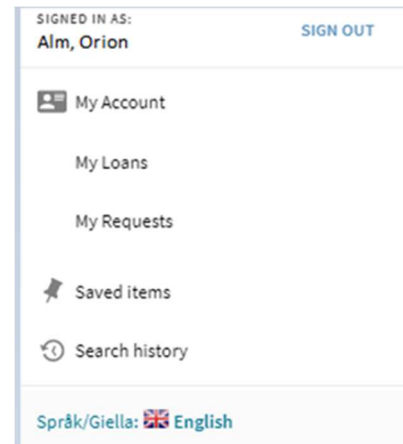 SIGNED IN AS:
Alm, Orion
SIGN OUT
My Account
My Loans
My Requests
Saved items
Search history
Språk/Giella: English